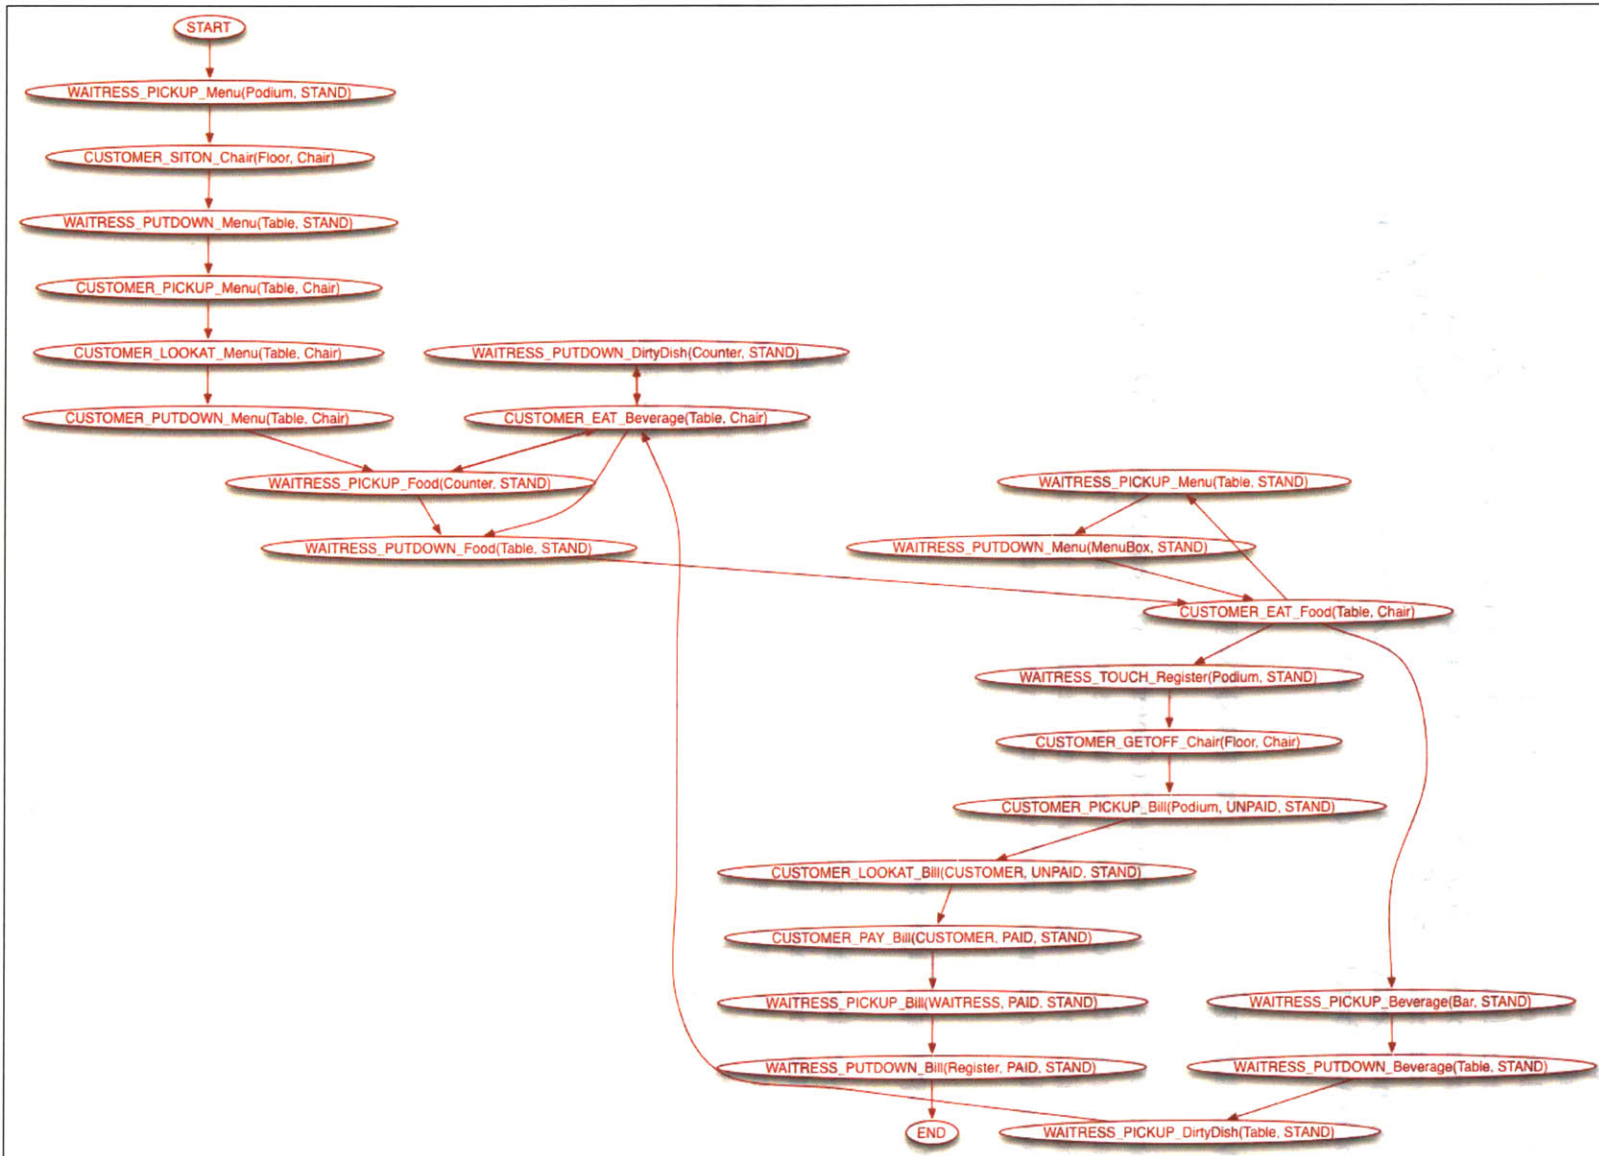 START
WAITRESS_PICKUP_Menu(Podium, STAND)
CUSTOMER_SITON_Chair(Floor, Chair)
WAITRESS_PUTDOWN_Menu(Table, STAND)
CUSTOMER_PICKUP_Menu(Table, Chair)
CUSTOMER_LOOKAT_Menu(Table, Chair)
WAITRESS_PUTDOWN_DirtyDish(Counter, STAND)
CUSTOMER_PUTDOWN_Menu(Table, Chair)
CUSTOMER_EAT_Beverage(Table, Chair)
WAITRESS_PICKUP_Food(Counter, STAND)
WAITRESS_PICKUP_Menu(Table, STAND)
WAITRESS_PUTDOWN_Food(Table, STAND)
WAITRESS_PUTDOWN_Menu(MenuBox, STAND)
CUSTOMER_EAT_Food(Table, Chair)
WAITRESS_TOUCH_Register(Podium, STAND)
CUSTOMER_GETOFF_Chair(Floor, Chair)
CUSTOMER_PICKUP_Bill(Podium, UNPAID, STAND)
CUSTOMER_LOOKAT_Bill(CUSTOMER, UNPAID, STAND)
CUSTOMER_PAY_Bill(CUSTOMER, PAID, STAND)
WAITRESS_PICKUP_Bill(WAITRESS, PAID, STAND)
WAITRESS_PICKUP_Beverage(Bar, STAND)
WAITRESS_PUTDOWN_Bill(Register, PAID, STAND)
WAITRESS_PUTDOWN_Beverage(Table, STAND)
END
WAITRESS_PICKUP_DirtyDish(Table, STAND)